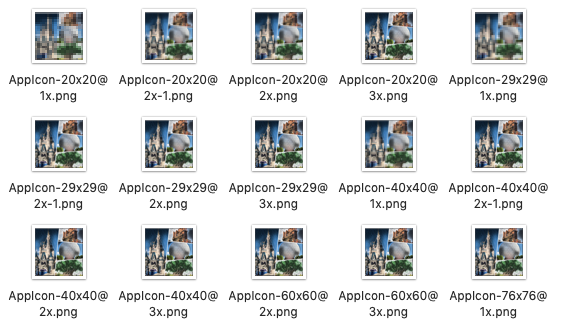 AppIcon-20x20@ AppIcon-20x20@ AppIcon-20x20@ AppIcon-20x20@ AppIcon-29x29@
1x.png 2x-1.png 2x.png 3x.png 1x.png
AppIcon-29x29@ AppIcon-29x29@ AppIcon-29x29@ AppIcon-40x40@ AppIcon-40x40@
2x-1.png 2x.png 3x.png 1x.png 2x-1.png
AppIcon-40x40@ AppIcon-40x40@ AppIcon-60x60@ AppIcon-60x60@ AppIcon-76x76@
2x.png 3x.png 2x.png 3x.png 1x.png